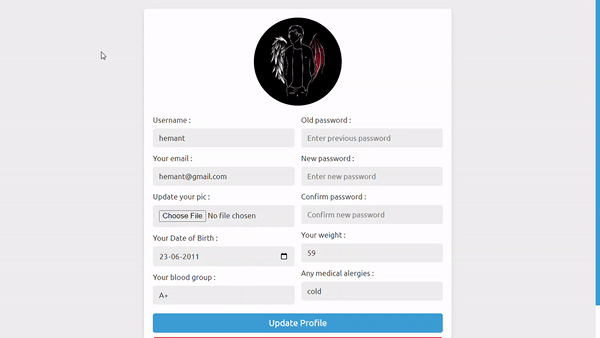 Username :
hemant
Your email :
hemant@gmail.com
Update your pic :
Choose File No file chosen
Your Date of Birth :
23-06-2011
Your blood group :
A+
Old password :
Enter previous password
New password :
Enter new password
Confirm password :
Confirm new password
Your weight :
59
Any medical alergies :
cold
Update Profile